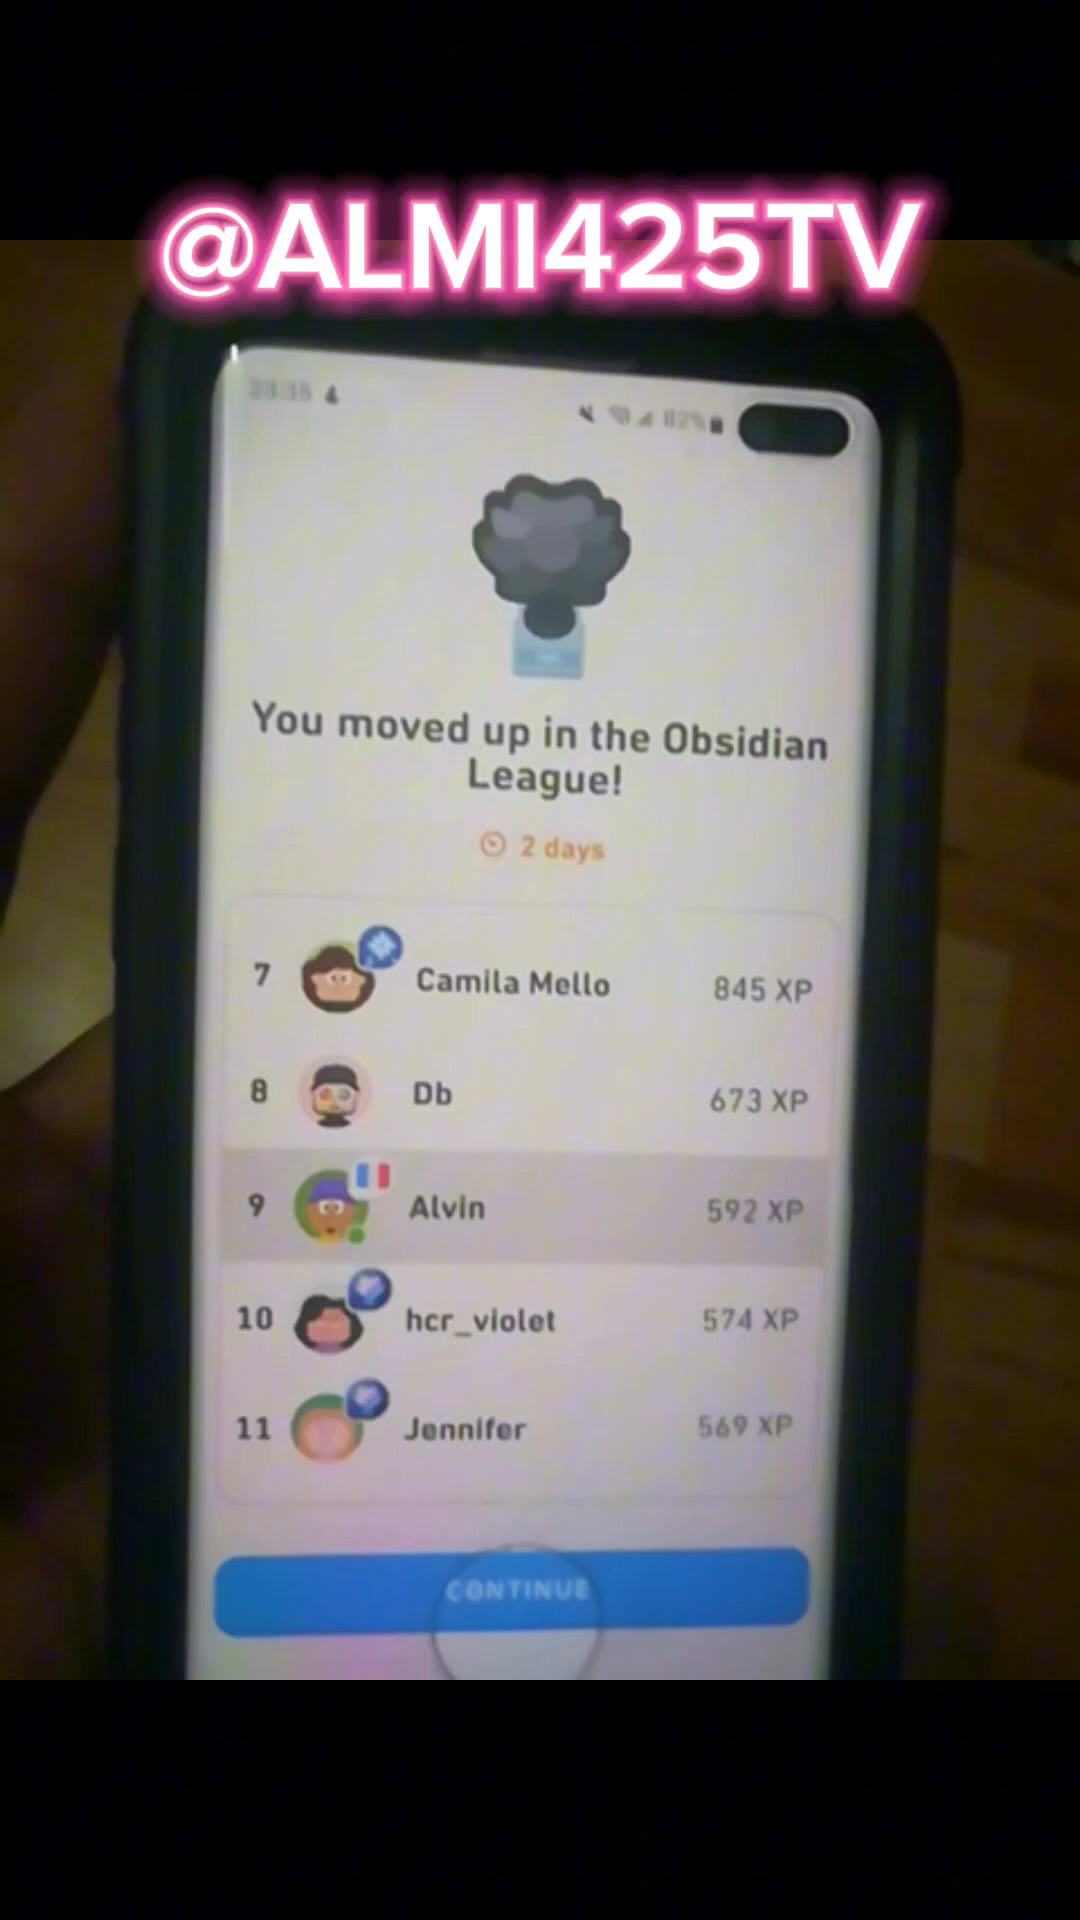 @ALMI425TV
82%
You moved up in the Obsidian
League!
2 days
7 Camila Mello 845 XP
8 Db 673 XP
9 Alvin 592 XP
10 hcr_violet 574 XP
11 Jennifer 569 XP
CONTINUE